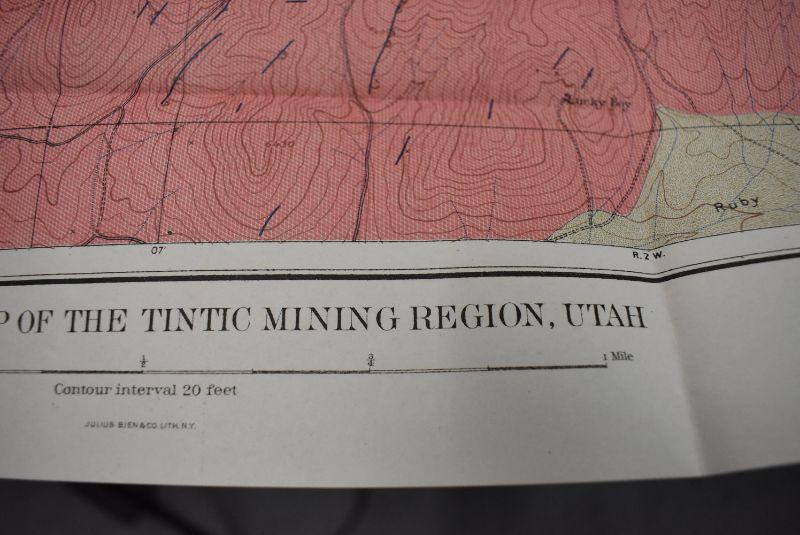 Lucky Boy
6430
Ruby
07'
R. 2 W.
P OF THE TINTIC MINING REGION, UTAH
1/2 3/4 1 Mile
Contour interval 20 feet
JULIUS BIEN & CO. LITH. N.Y.